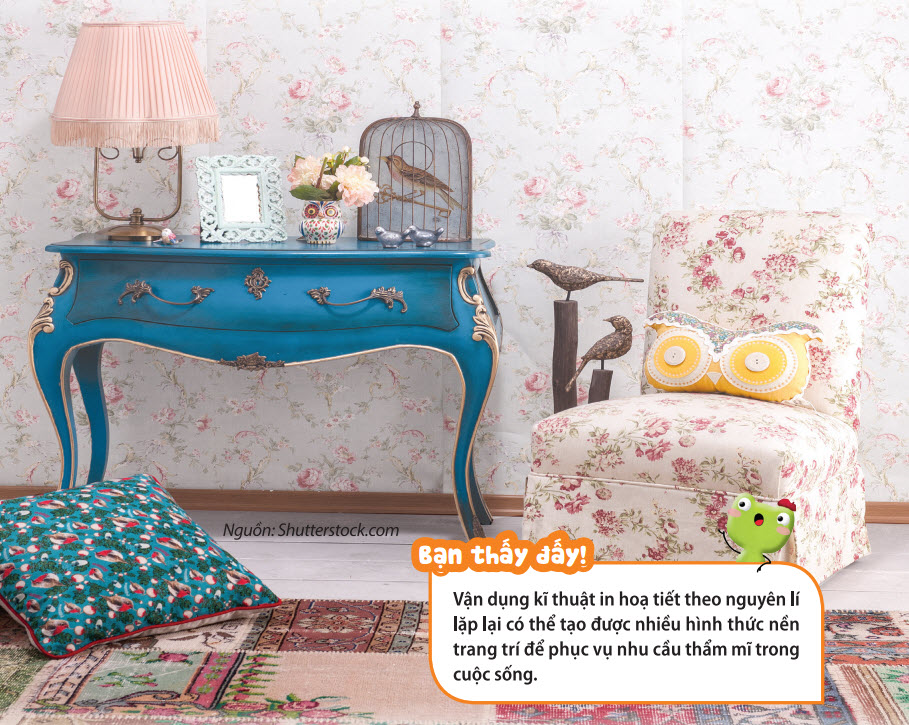 Nguồn: Shutterstock.com
Bạn thấy đấy!
Vận dụng kĩ thuật in hoạ tiết theo nguyên lí
lặp lại có thể tạo được nhiều hình thức nền
trang trí để phục vụ nhu cầu thẩm mĩ trong
cuộc sống.